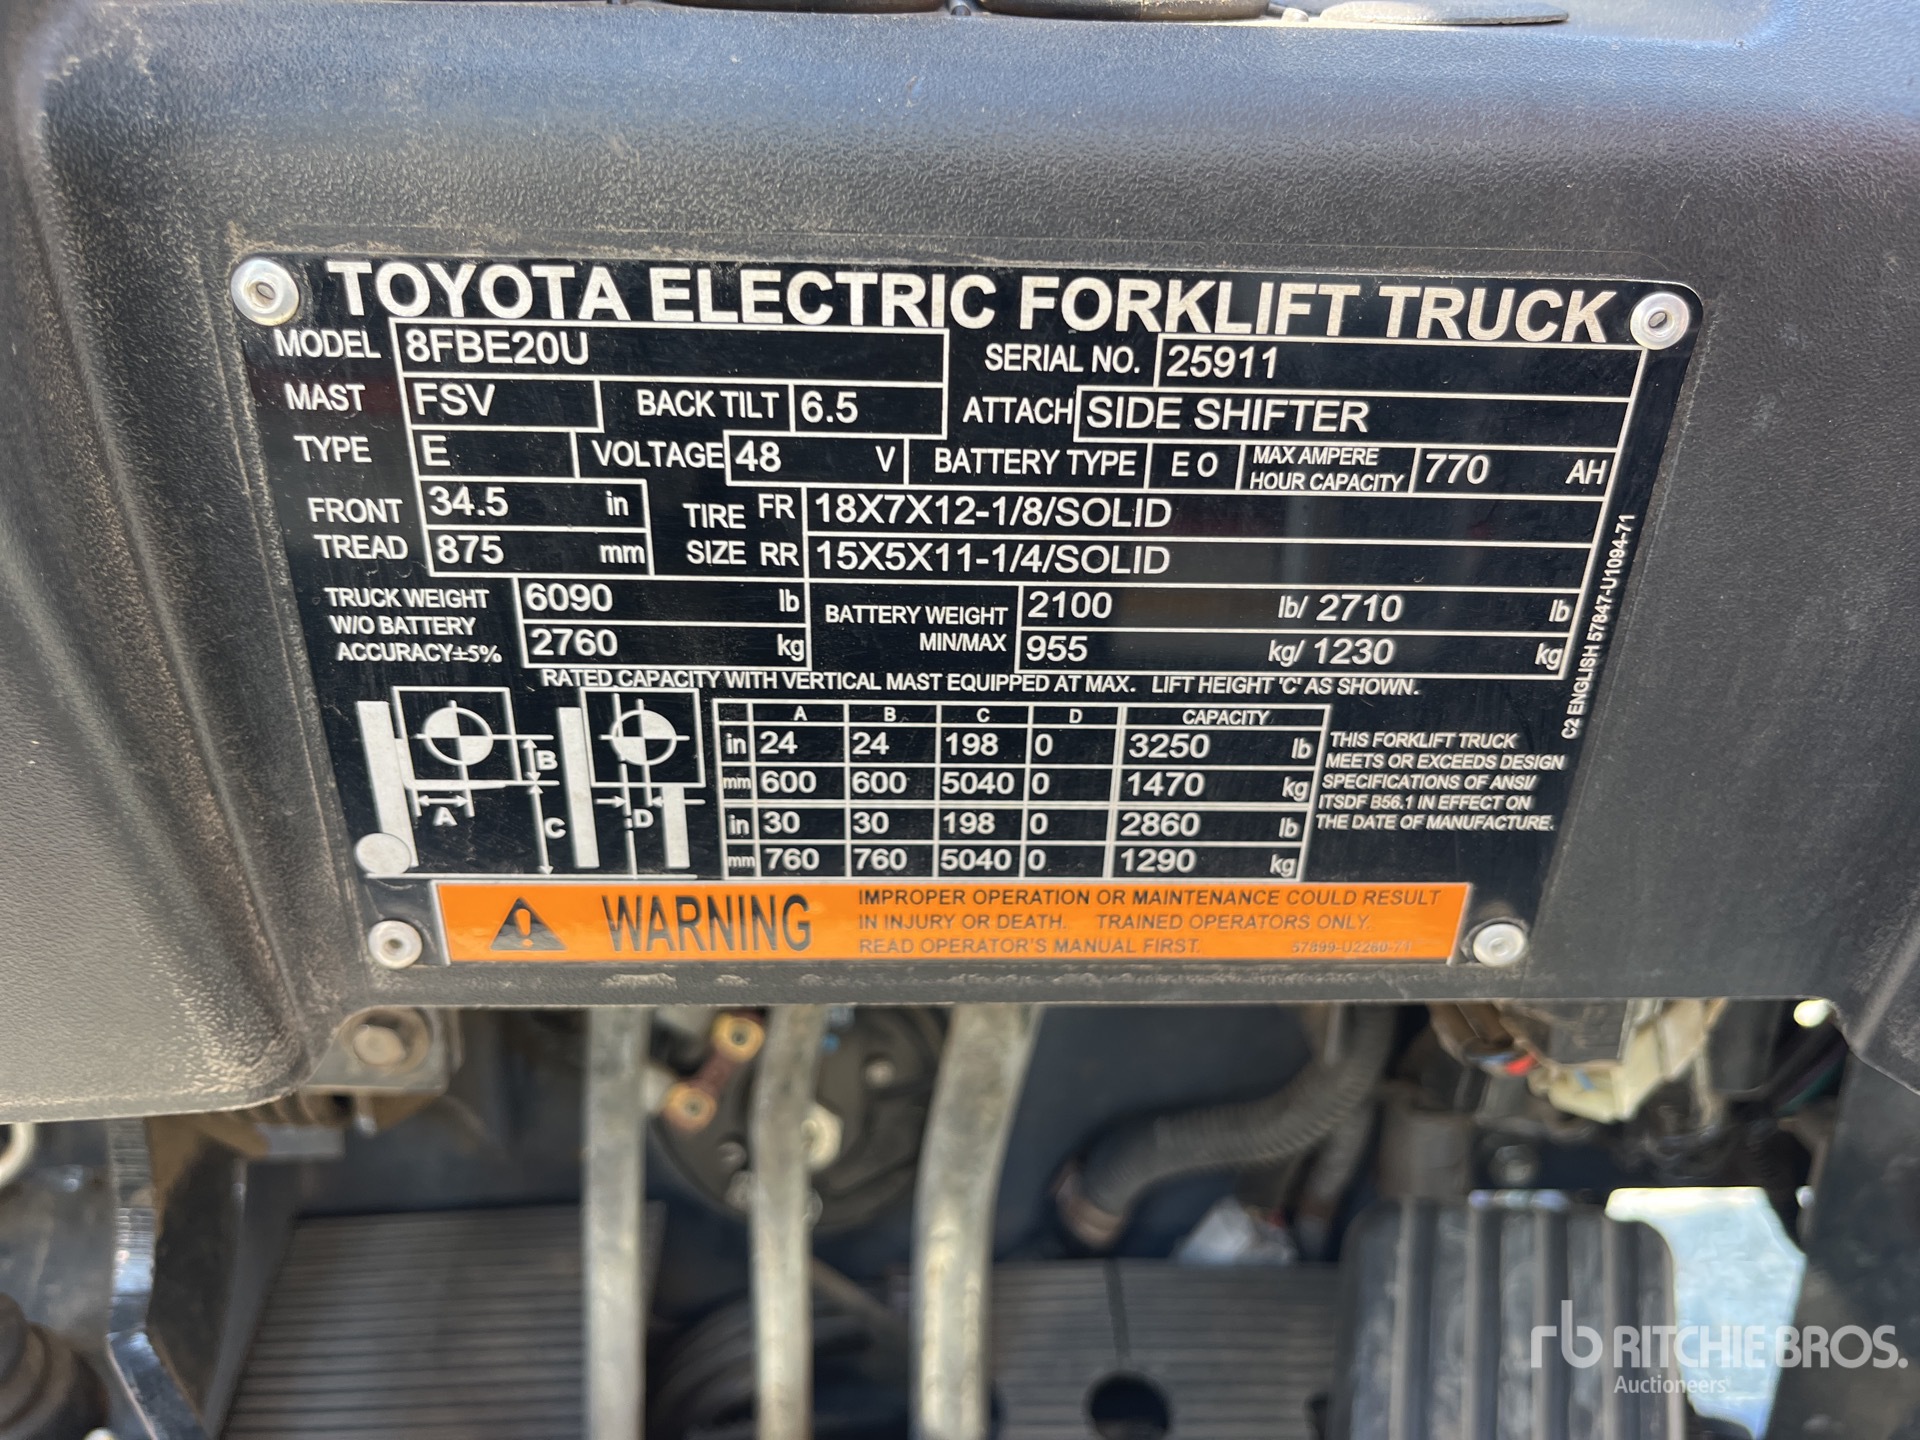 TOYOTA ELECTRIC FORKLIFT TRUCK
MODEL 8FBE20U SERIAL NO. 25911
MAST FSV BACK TILT 6.5 ATTACH SIDE SHIFTER
TYPE E VOLTAGE 48 V BATTERY TYPE E O MAX AMPERE HOUR CAPACITY 770 AH
FRONT TREAD 34.5 in TIRE SIZE FR 18X7X12-1/8/SOLID
875 mm RR 15X5X11-1/4/SOLID
TRUCK WEIGHT W/O BATTERY ACCURACY±5% 6090 lb BATTERY WEIGHT MIN/MAX 2100 lb/ 2710 lb
2760 kg 955 kg/ 1230 kg
RATED CAPACITY WITH VERTICAL MAST EQUIPPED AT MAX. LIFT HEIGHT 'C' AS SHOWN.
A B C D CAPACITY
in 24 24 198 0 3250 lb
mm 600 600 5040 0 1470 kg
in 30 30 198 0 2860 lb
mm 760 760 5040 0 1290 kg
B
A
C
D
THIS FORKLIFT TRUCK
MEETS OR EXCEEDS DESIGN
SPECIFICATIONS OF ANSI/
ITSDF B56.1 IN EFFECT ON
THE DATE OF MANUFACTURE.
C2 ENGLISH 57847-U1094-71
WARNING
IMPROPER OPERATION OR MAINTENANCE COULD RESULT
IN INJURY OR DEATH. TRAINED OPERATORS ONLY.
READ OPERATOR'S MANUAL FIRST.
rb RITCHIE BROS.
Auctioneers